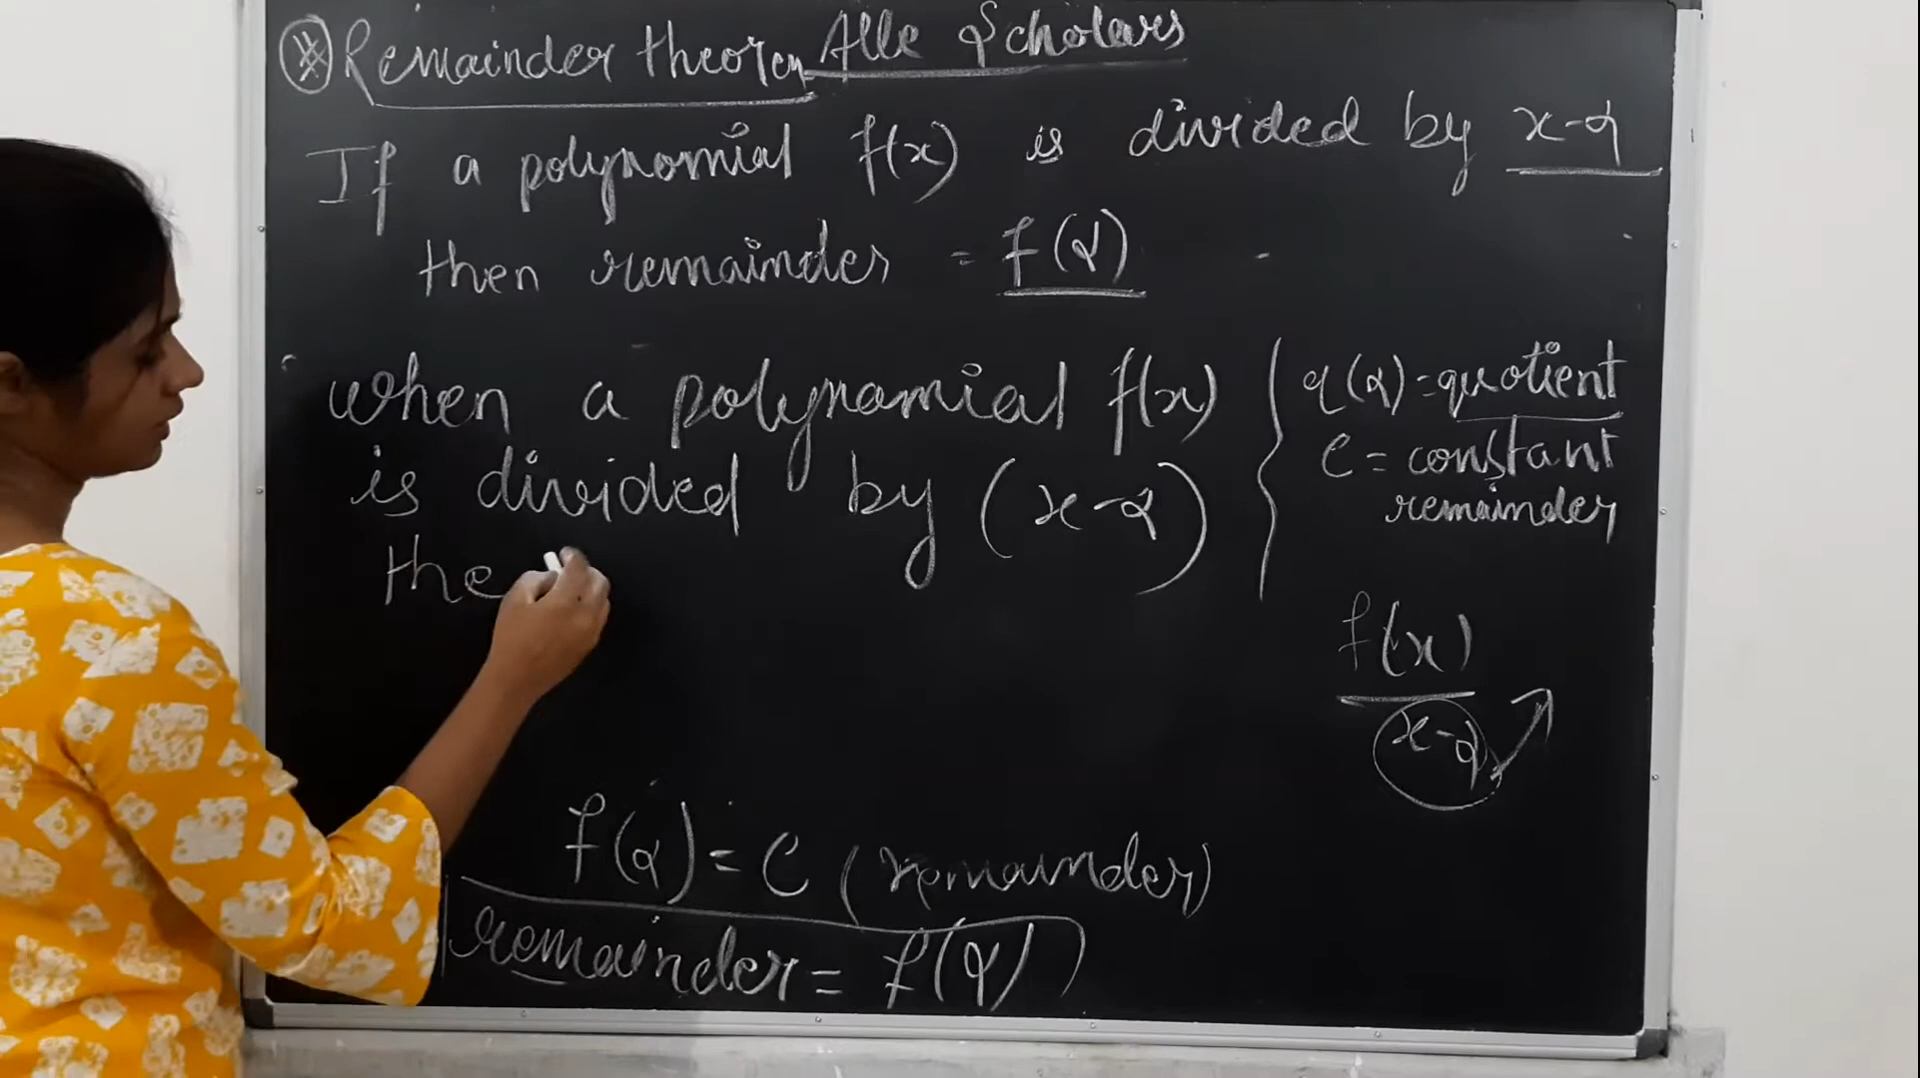 Remainder theorem Alle Scholars
If a polynomial f(x) is divided by x-α
then remainder = f(α)
when a polynomial f(x)
is divided by (x-α)
the
q(α) = quotient
c = constant
remainder
f(x)
x-α
f(α) = C (remainder)
remainder = f(α)